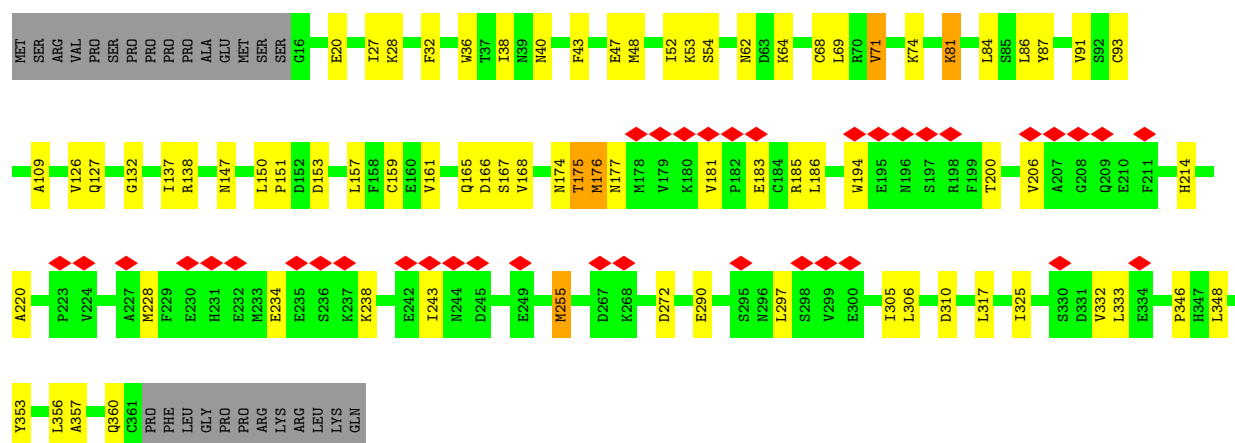 MET SER ARG VAL PRO SER PRO PRO PRO PRO ALA GLU MET SER SER G16 E20 I27 K28 F32 W36 T37 I38 N39 N40 F43 E47 M48 I52 K53 S54 N62 D63 K64 C68 L69 R70 V71 K74 K81 L84 S85 L86 Y87 V91 S92 C93
A109 V126 Q127 G132 I137 R138 N147 L150 P151 D152 D153 L157 F158 C159 E160 V161 Q165 D166 S167 V168 N174 T175 M176 N177 M178 V179 K180 V181 P182 E183 C184 R185 L186 W194 E195 N196 S197 R198 F199 T200 V206 A207 G208 Q209 E210 F211 H214
A220 P223 V224 A227 M228 F229 E230 H231 E232 M233 E234 E235 S236 K237 K238 E242 I243 N244 D245 E249 M255 D267 K268 D272 E290 S295 N296 L297 S298 V299 E300 I305 L306 D310 L317 I325 S330 D331 V332 L333 E334 P346 H347 L348
Y353 L356 A357 Q360 C361 PRO PHE LEU GLY PRO PRO ARG LYS ARG LEU LYS GLN